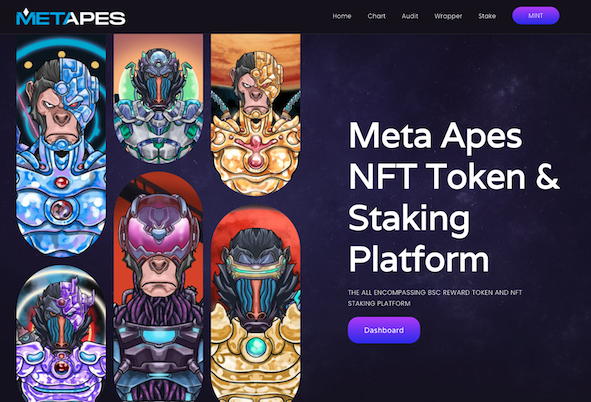 METAPES
Home Chart Audit Wrapper Stake MINT
Meta Apes
NFT Token &
Staking
Platform
THE ALL ENCOMPASSING BSC REWARD TOKEN AND NFT
STAKING PLATFORM
Dashboard